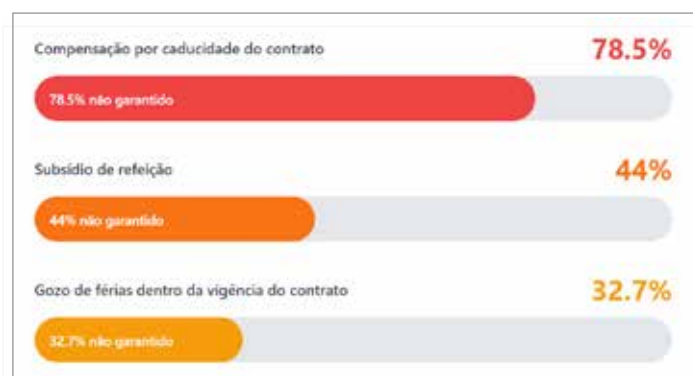 Compensação por caducidade do contrato
78.5%
78.5% não garantido
Subsídio de refeição
44%
44% não garantido
Gozo de férias dentro da vigência do contrato
32.7%
32.7% não garantido